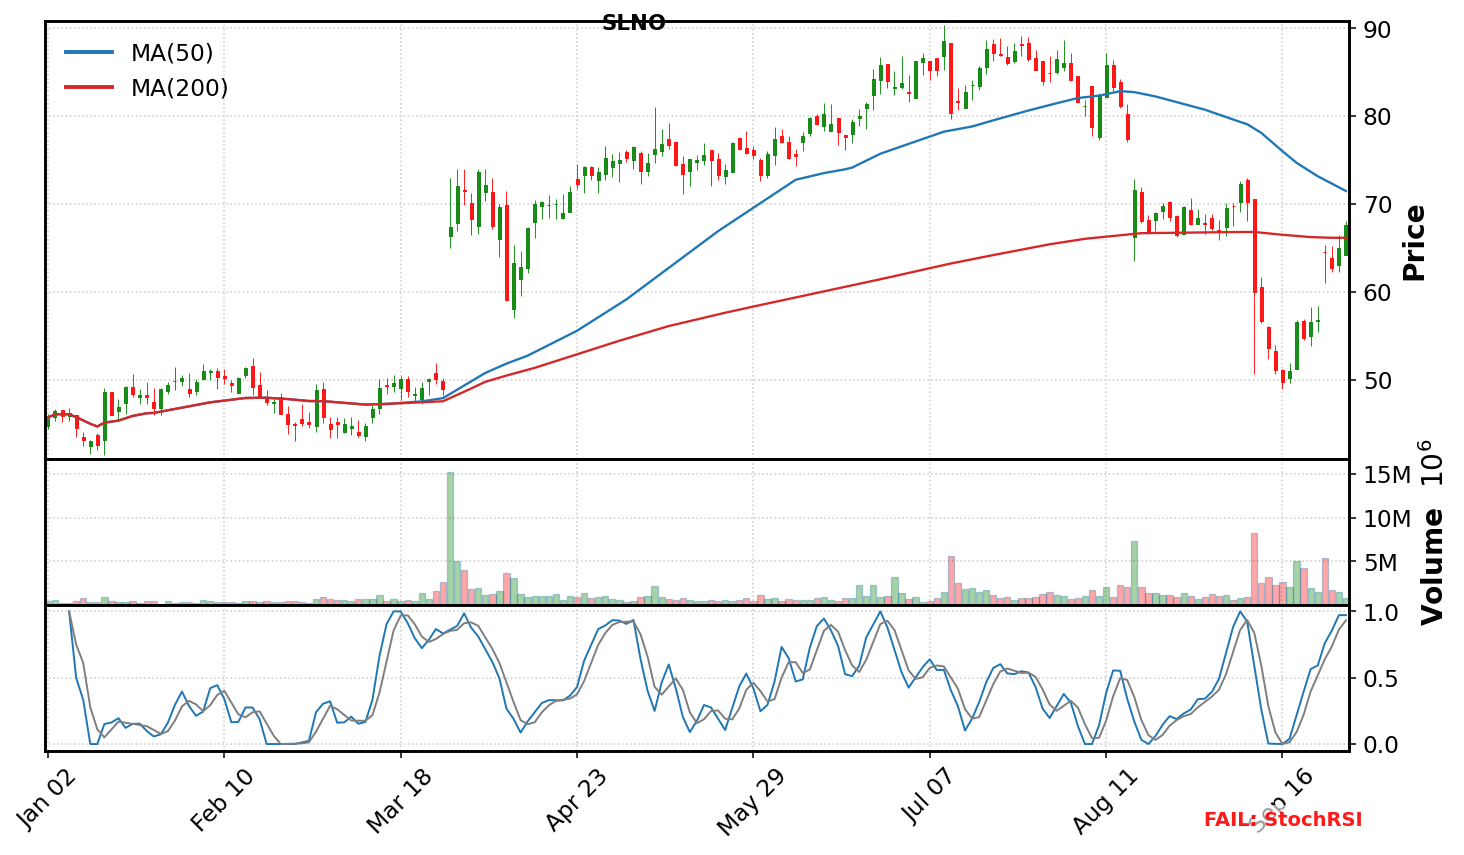 SLNO
MA(50)
MA(200)
90
80
70
60
50
Price
15M
10M
5M
Volume 10^6
1.0
0.5
0.0
Jan 02
Feb 10
Mar 18
Apr 23
May 29
Jul 07
Aug 11
Sep 16
FAIL: StochRSI